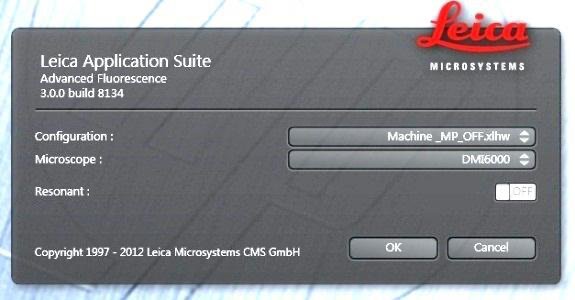 Leica
MICROSYSTEMS
Leica Application Suite
Advanced Fluorescence
3.0.0 build 8134
Configuration : Machine _MP_OFF.xlhw
Microscope : DMI6000
Resonant : OFF
Copyright 1997 - 2012 Leica Microsystems CMS GmbH OK Cancel